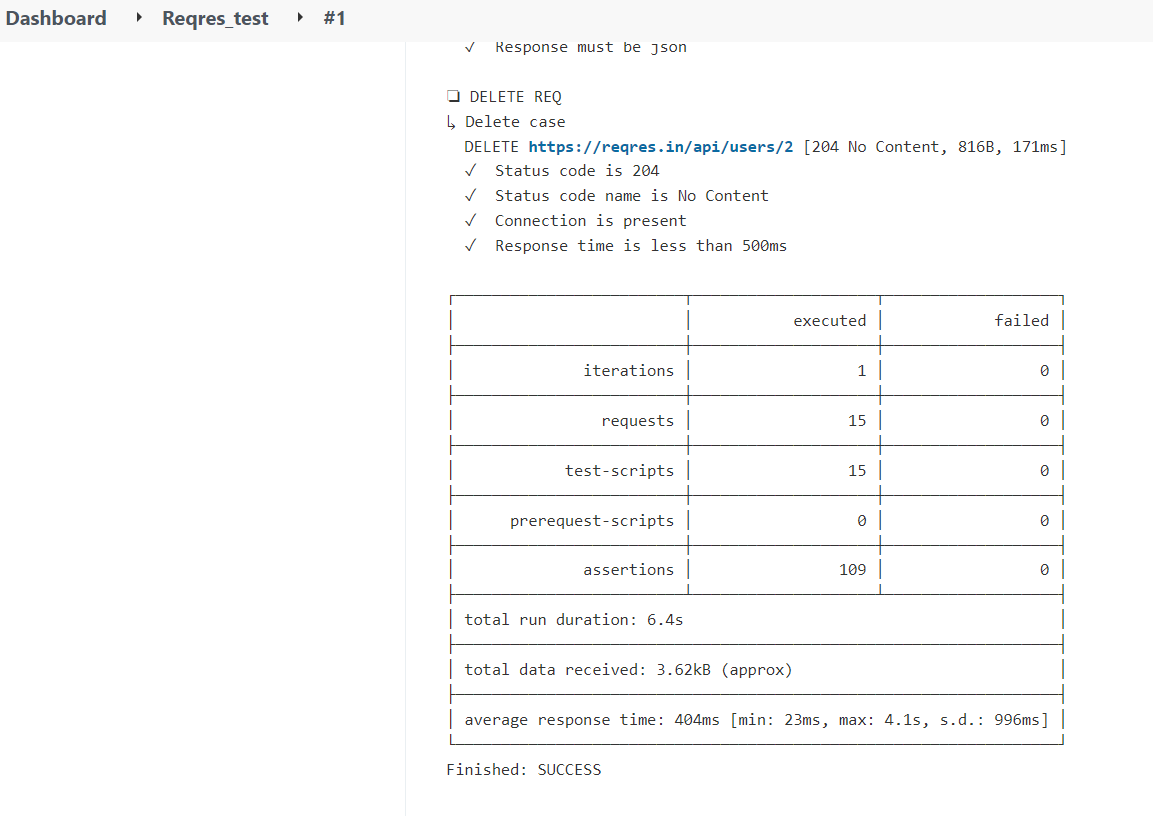 Dashboard ▸ Reqres_test ▸ #1
√ Response must be json
❏ DELETE REQ
↳ Delete case
DELETE https://reqres.in/api/users/2 [204 No Content, 816B, 171ms]
√ Status code is 204
√ Status code name is No Content
√ Connection is present
√ Response time is less than 500ms
executed failed
iterations 1 0
requests 15 0
test-scripts 15 0
prerequest-scripts 0 0
assertions 109 0
total run duration: 6.4s
total data received: 3.62kB (approx)
average response time: 404ms [min: 23ms, max: 4.1s, s.d.: 996ms]
Finished: SUCCESS